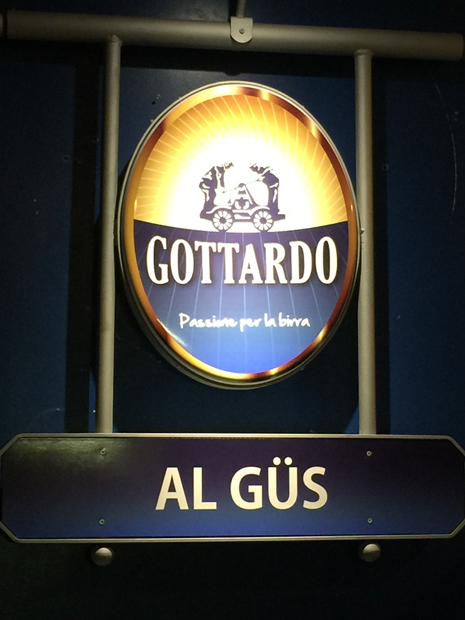 GOTTARDO
Passione per la birra
AL GÜS